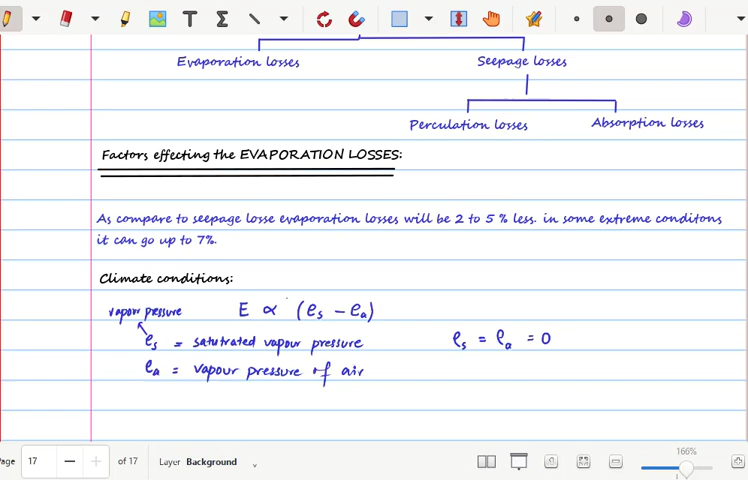 Evaporation losses
Seepage losses
Perculation losses
Absorption losses
Factors effecting the EVAPORATION LOSSES:
As compare to seepage losse evaporation losses will be 2 to 5 % less. in some extreme conditons
it can go up to 7%.
Climate conditions:
vapour pressure
E ∝ (es - ea)
es = satutrated vapour pressure
es = ea = 0
ea = vapour pressure of air
Page 17 of 17 Layer Background
166%